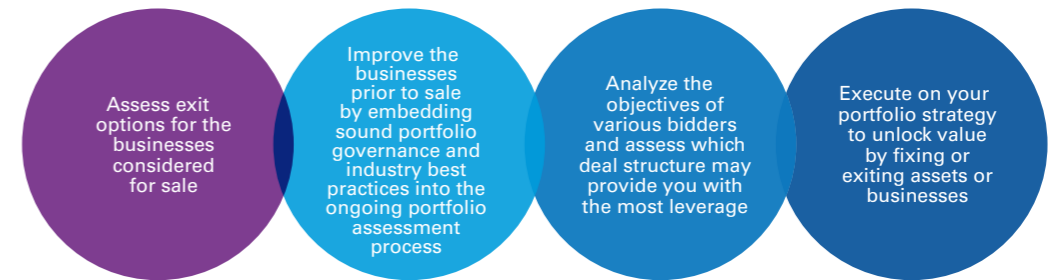 Assess exit
options for the
businesses
considered
for sale
Improve the
businesses
prior to sale
by embedding
sound portfolio
governance and
industry best
practices into the
ongoing portfolio
assessment
process
Analyze the
objectives of
various bidders
and assess which
deal structure may
provide you with
the most leverage
Execute on your
portfolio strategy
to unlock value
by fixing or
exiting assets or
businesses